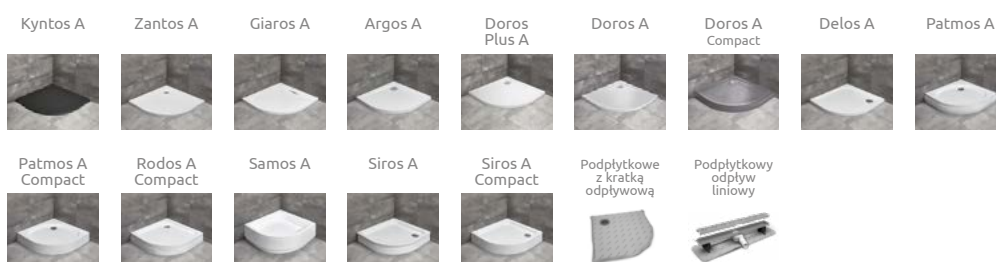 Kyntos A
Zantos A
Giaros A
Argos A
Doros
Plus A
Doros A
Doros A
Compact
Delos A
Patmos A
Patmos A
Compact
Rodos A
Compact
Samos A
Siros A
Siros A
Compact
Podpłytkowe
z kratką
odpływową
Podpłytkowy
odpływ
liniowy